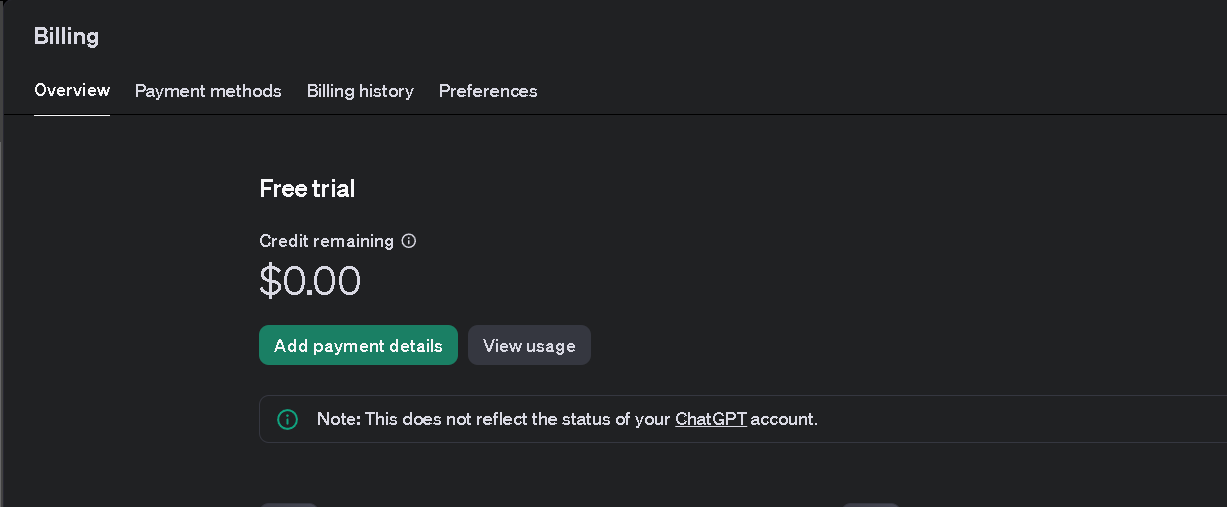 Billing
Overview Payment methods Billing history Preferences
Free trial
Credit remaining
$0.00
Add payment details View usage
Note: This does not reflect the status of your ChatGPT account.